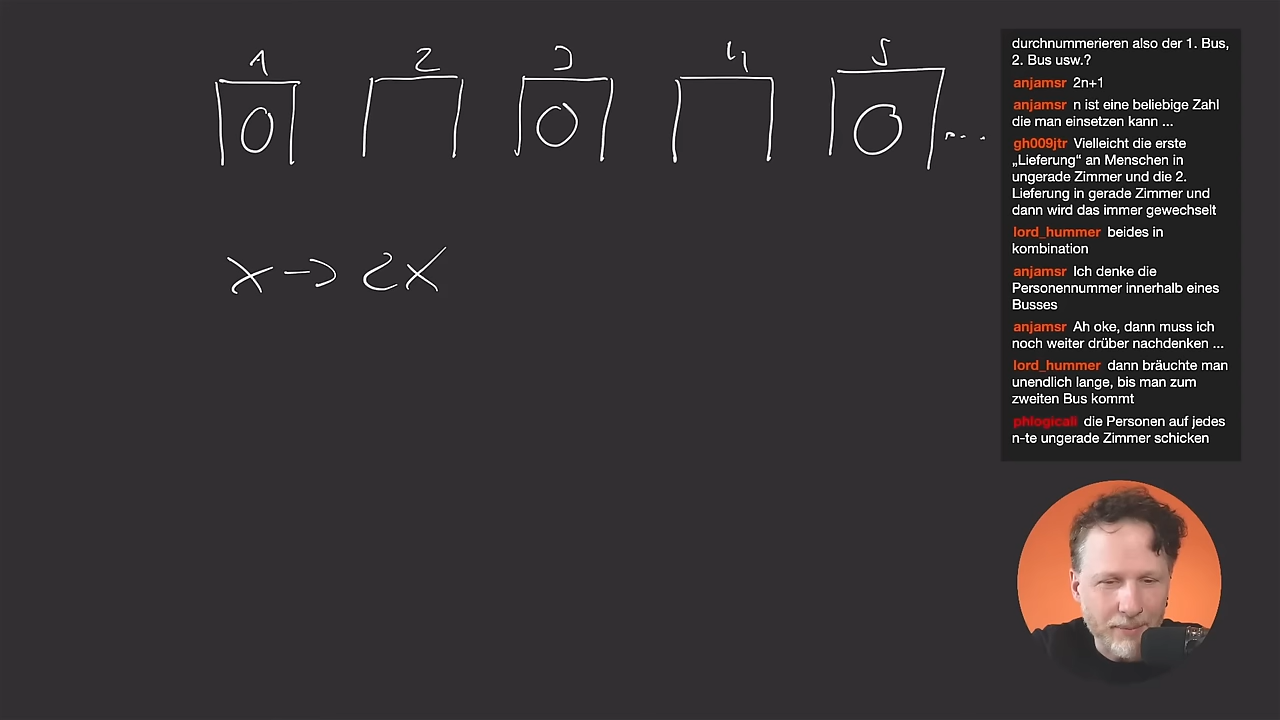 1 2 3 4 5
0 0 0 ...
x → 2x
durchnummerieren also der 1. Bus,
2. Bus usw.?
anjamsr 2n+1
anjamsr n ist eine beliebige Zahl
die man einsetzen kann ...
gh009jtr Vielleicht die erste
„Lieferung“ an Menschen in
ungerade Zimmer und die 2.
Lieferung in gerade Zimmer und
dann wird das immer gewechselt
lord_hummer beides in
kombination
anjamsr Ich denke die
Personennummer innerhalb eines
Busses
anjamsr Ah oke, dann muss ich
noch weiter drüber nachdenken ...
lord_hummer dann bräuchte man
unendlich lange, bis man zum
zweiten Bus kommt
phlogicall die Personen auf jedes
n-te ungerade Zimmer schicken